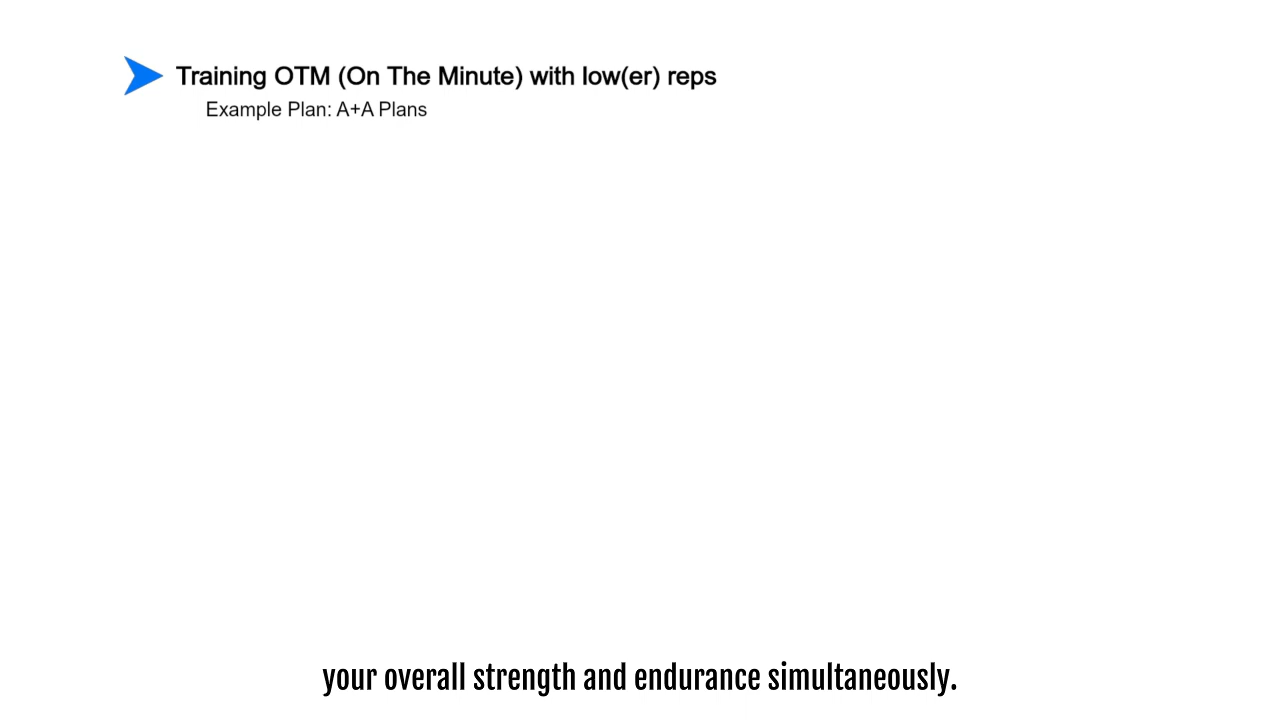 Training OTM (On The Minute) with low(er) reps
Example Plan: A+A Plans
your overall strength and endurance simultaneously.